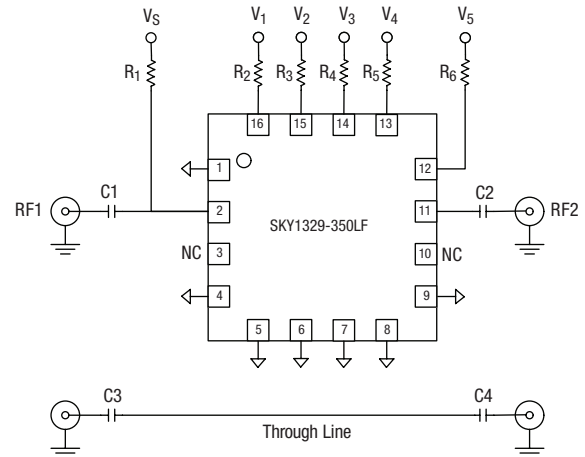 VS V1 V2 V3 V4 V5
R1 R2 R3 R4 R5 R6
16 15 14 13
1 12
RF1 C1 2 SKY1329-350LF 11 C2 RF2
NC 3 10 NC
4 9
5 6 7 8
C3 C4
Through Line